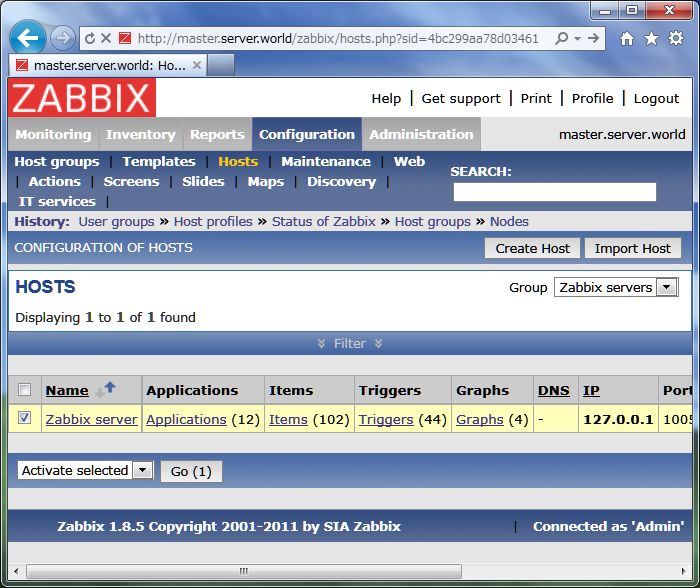 http://master.server.world/zabbix/hosts.php?sid=4bc299aa78d03461
master.server.world: Ho...
ZABBIX
Help | Get support | Print | Profile | Logout
Monitoring Inventory Reports Configuration Administration master.server.world
Host groups | Templates | Hosts | Maintenance | Web
| Actions | Screens | Slides | Maps | Discovery |
IT services |
SEARCH:
History: User groups » Host profiles » Status of Zabbix » Host groups » Nodes
CONFIGURATION OF HOSTS Create Host Import Host
HOSTS Group Zabbix servers
Displaying 1 to 1 of 1 found
Filter
Name Applications Items Triggers Graphs DNS IP Port
Zabbix server Applications (12) Items (102) Triggers (44) Graphs (4) - 127.0.0.1 1005
Activate selected Go (1)
Zabbix 1.8.5 Copyright 2001-2011 by SIA Zabbix | Connected as 'Admin'